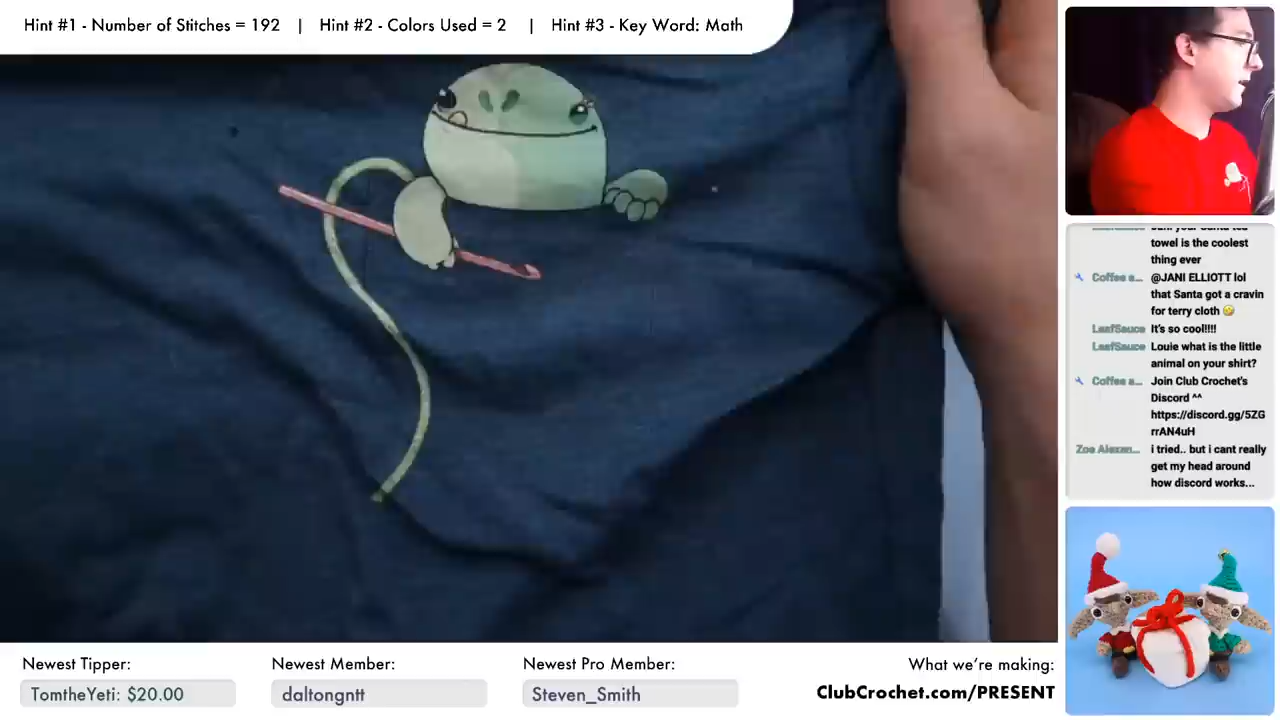 Hint #1 - Number of Stitches = 192 | Hint #2 - Colors Used = 2 | Hint #3 - Key Word: Math
towel is the coolest
thing ever
Coffee a... @JANI ELLIOTT lol
that Santa got a cravin
for terry cloth 🤣
LeafSauce It's so cool!!!!
LeafSauce Louie what is the little
animal on your shirt?
Coffee a... Join Club Crochet's
Discord ^^
https://discord.gg/5ZG
rrAN4uH
Zoe Alexan... i tried.. but i cant really
get my head around
how discord works...
Newest Tipper:
TomtheYeti: $20.00
Newest Member:
daltongntt
Newest Pro Member:
Steven_Smith
What we're making:
ClubCrochet.com/PRESENT